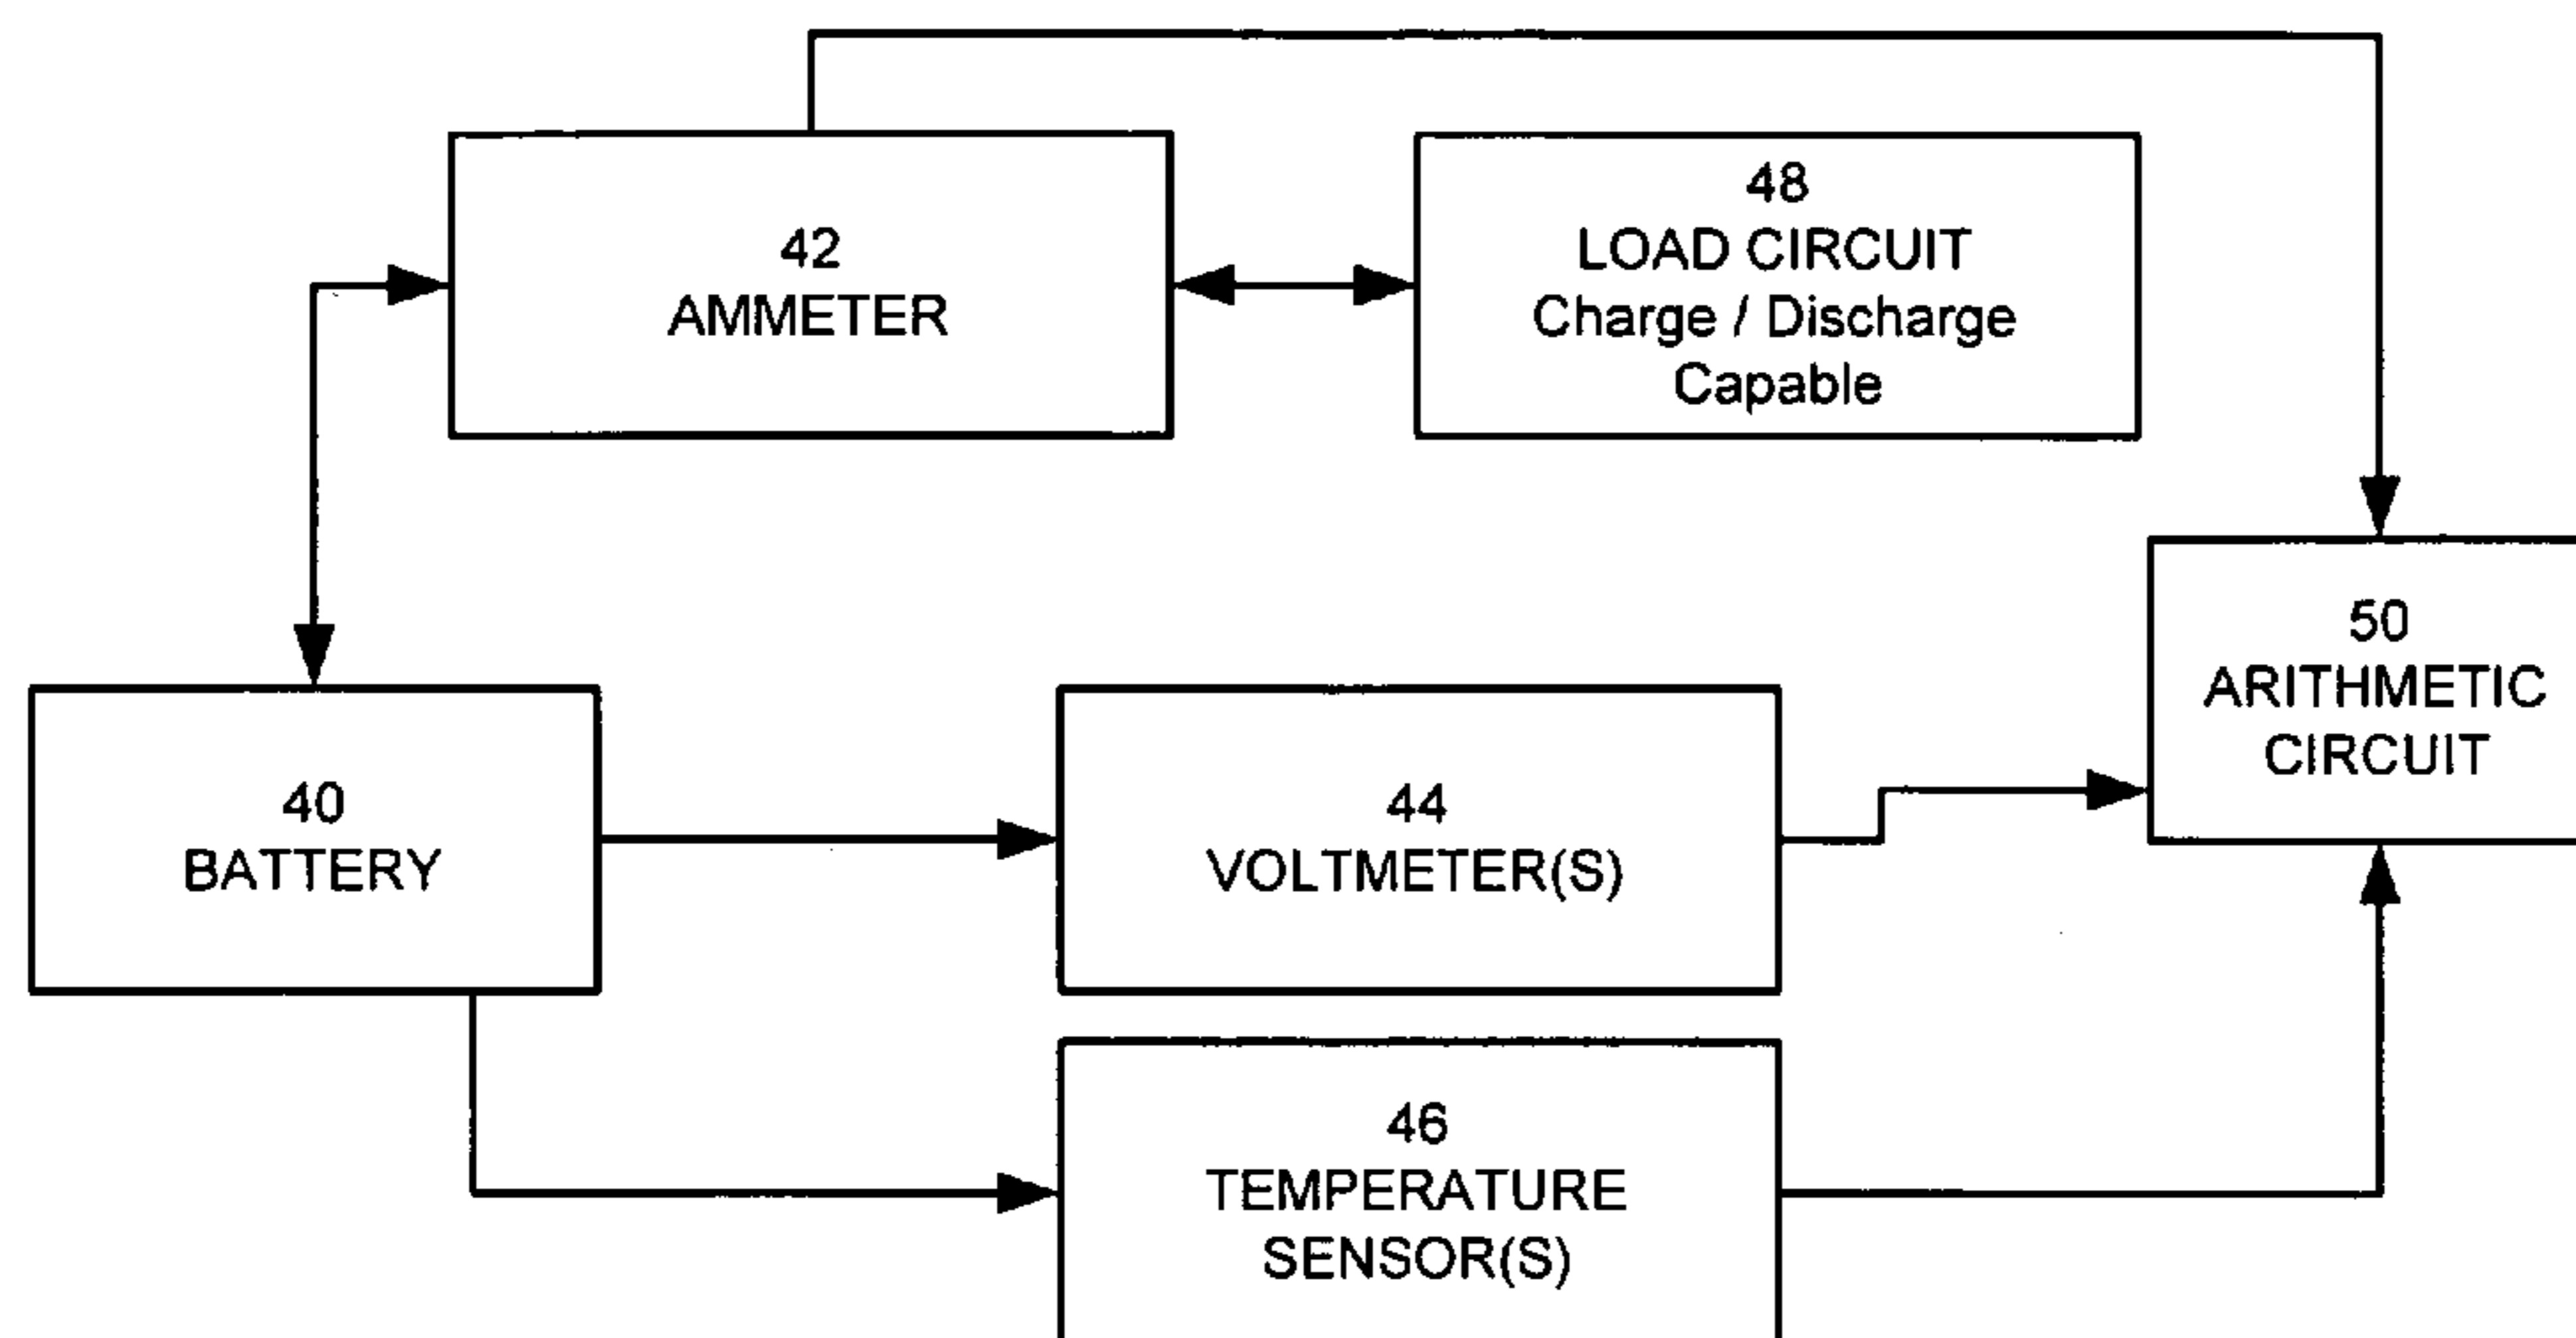 42
AMMETER
48
LOAD CIRCUIT
Charge / Discharge
Capable
50
ARITHMETIC
CIRCUIT
40
BATTERY
44
VOLTMETER(S)
46
TEMPERATURE
SENSOR(S)